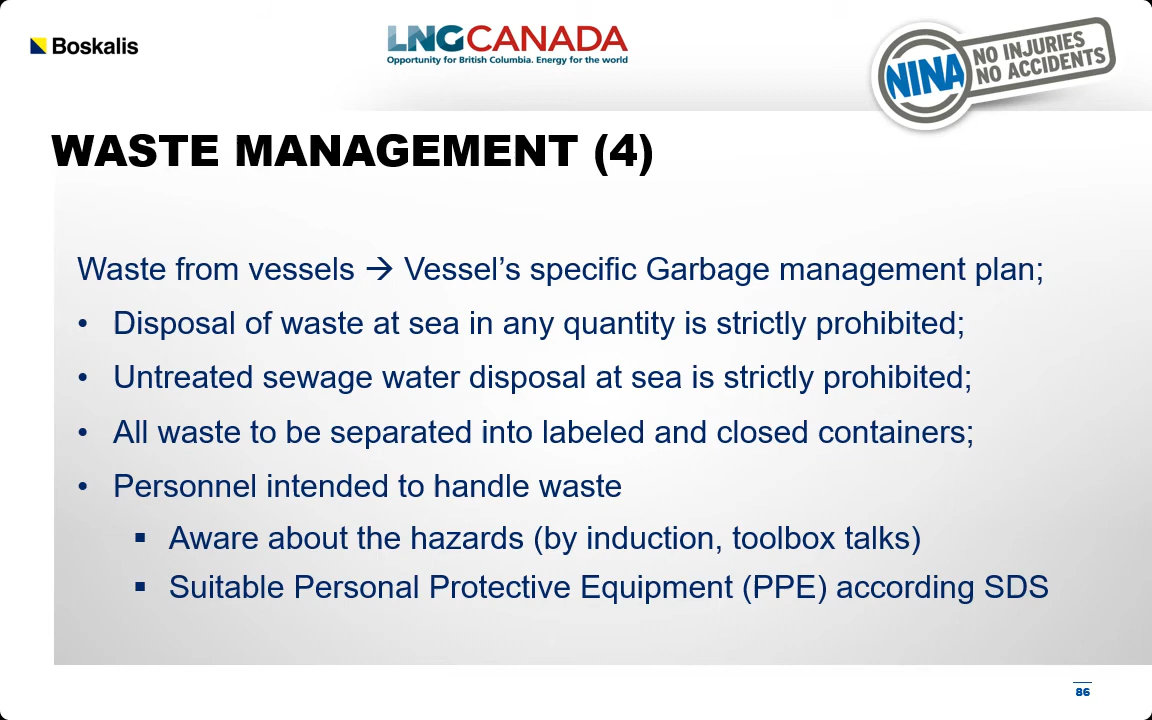 Boskalis
LNGCANADA
Opportunity for British Columbia. Energy for the world
NINA
NO INJURIES
NO ACCIDENTS
WASTE MANAGEMENT (4)
Waste from vessels → Vessel’s specific Garbage management plan;
• Disposal of waste at sea in any quantity is strictly prohibited;
• Untreated sewage water disposal at sea is strictly prohibited;
• All waste to be separated into labeled and closed containers;
• Personnel intended to handle waste
▪ Aware about the hazards (by induction, toolbox talks)
▪ Suitable Personal Protective Equipment (PPE) according SDS
86